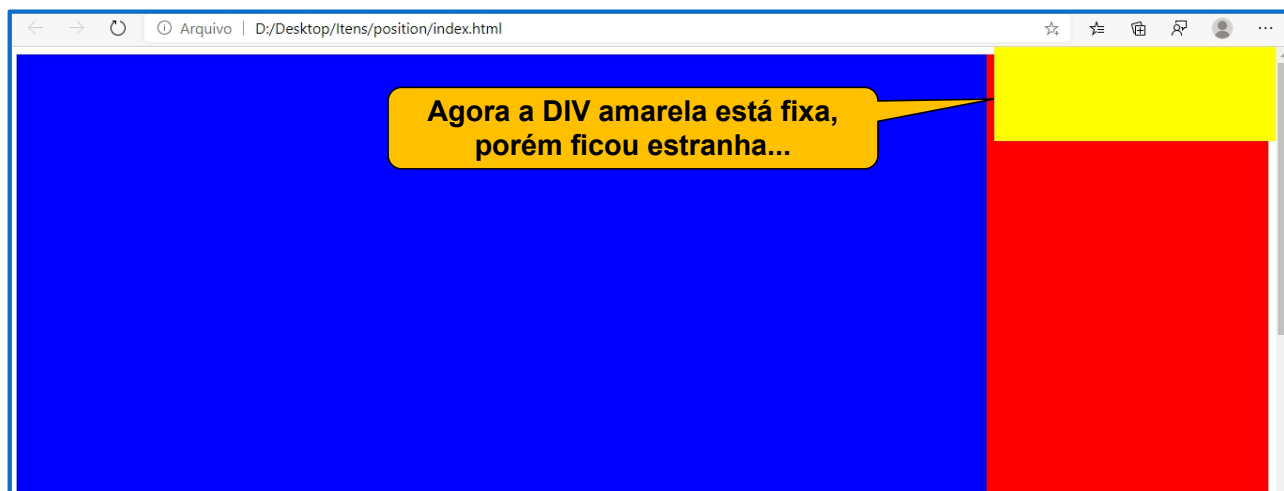 Arquivo | D:/Desktop/Itens/position/index.html
Agora a DIV amarela está fixa,
porém ficou estranha...